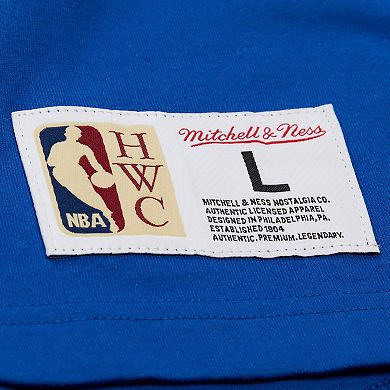 NBA
H
W
C
Mitchell & Ness
L
MITCHELL & NESS NOSTALGIA CO.
AUTHENTIC LICENSED APPAREL
DESIGNED IN PHILADELPHIA, PA.
ESTABLISHED 1904
AUTHENTIC. PREMIUM. LEGENDARY.